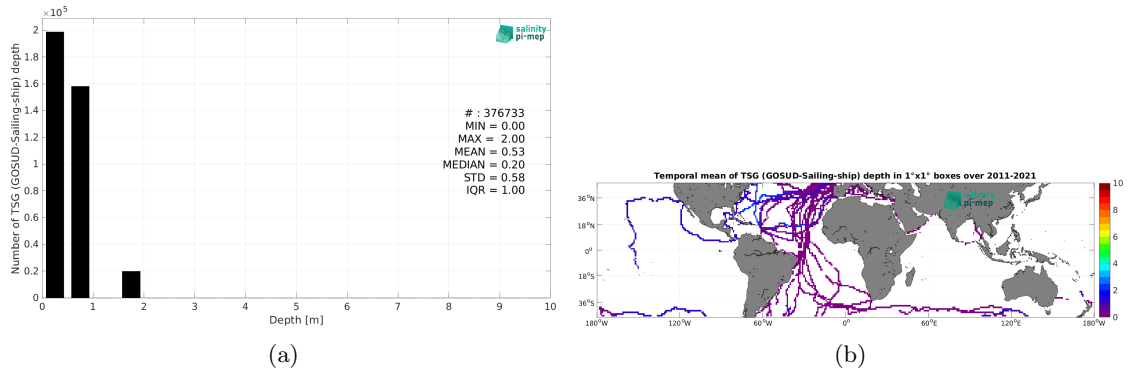 ×10⁵
2
1.8
1.6
1.4
1.2
1
0.8
0.6
0.4
0.2
0
Number of TSG (GOSUD-Sailing-ship) depth
salinity
pi-mep
# : 376733
MIN = 0.00
MAX = 2.00
MEAN = 0.53
MEDIAN = 0.20
STD = 0.58
IQR = 1.00
0 1 2 3 4 5 6 7 8 9 10
Depth [m]
(a)
Temporal mean of TSG (GOSUD-Sailing-ship) depth in 1°x1° boxes over 2011-2021
salinity
pi-mep
36°N
18°N
0°
18°S
36°S
180°W 120°W 60°W 0° 60°E 120°E 180°W
10
8
6
4
2
0
(b)